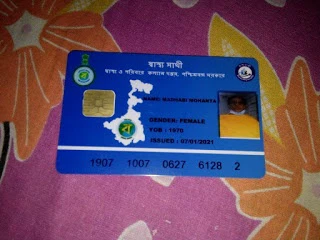 স্বাস্থ্য সাথী
স্বাস্থ্য ও পরিবার কল্যাণ দপ্তর, পশ্চিমবঙ্গ সরকার
NAME: MOHANTA
GENDER: FEMALE
YOB : 1970
ISSUED : 07/01/2021
1907 1007 0627 6128 2